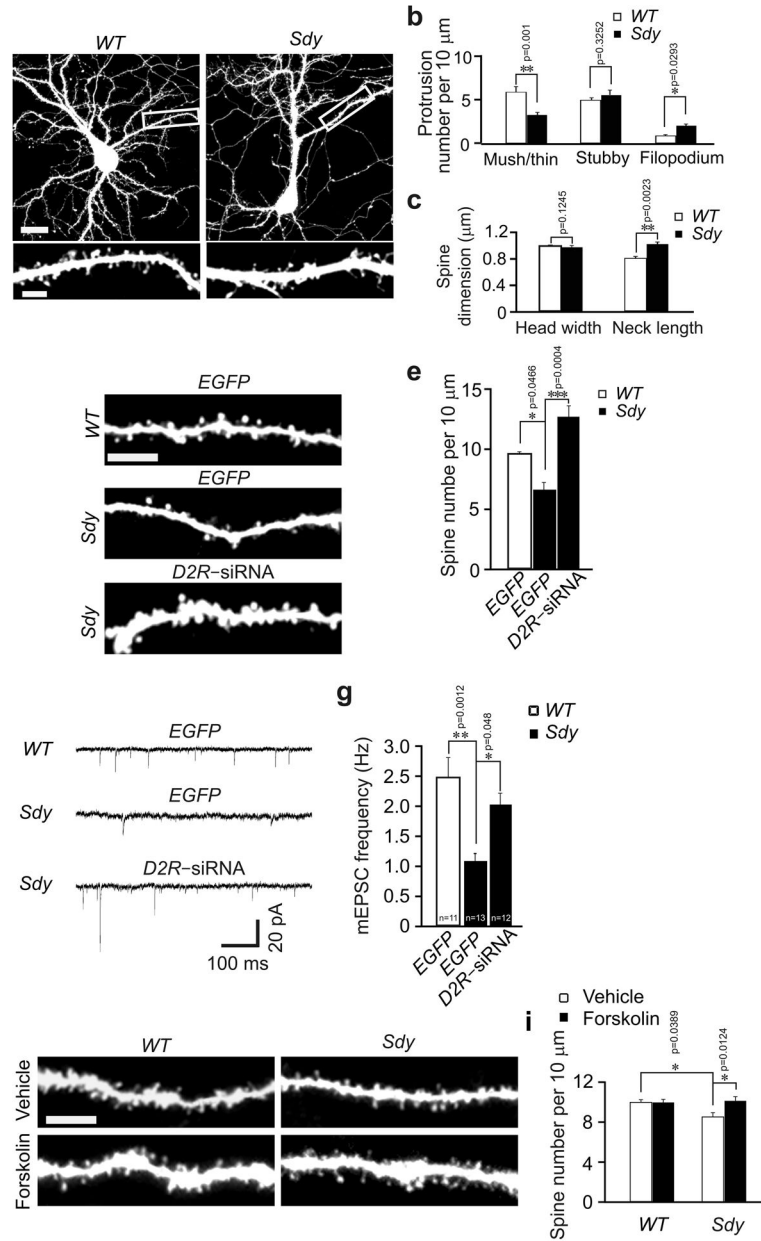 WT
Sdy
b
WT
Sdy
Protrusion
number per 10 μm
10
5
0
p=0.001
**
p=0.3252
p=0.0293
*
Mush/thin
Stubby
Filopodium
c
WT
Sdy
Spine
dimension (μm)
1.2
0.8
0.4
0
p=0.1245
p=0.0023
**
Head width
Neck length
EGFP
WT
EGFP
Sdy
D2R−siRNA
Sdy
e
WT
Sdy
Spine numbe per 10 μm
15
10
5
0
p=0.0466
*
p=0.0004
***
EGFP
EGFP
D2R−siRNA
EGFP
WT
EGFP
Sdy
D2R−siRNA
Sdy
20 pA
100 ms
g
WT
Sdy
mEPSC frequency (Hz)
3.0
2.5
2.0
1.5
1.0
0.5
0
p=0.0012
**
p=0.048
*
n=11
n=13
n=12
EGFP
EGFP
D2R−siRNA
WT
Sdy
Vehicle
Forskolin
i
Vehicle
Forskolin
Spine number per 10 μm
12
8
4
0
p=0.0389
*
p=0.0124
*
WT
Sdy